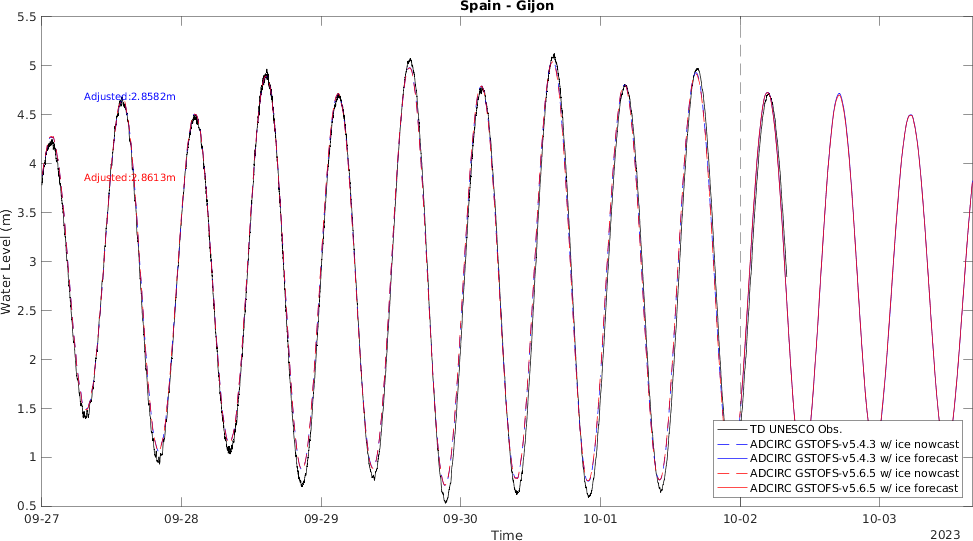 Spain - Gijon
5.5
5
4.5
4
3.5
3
2.5
2
1.5
1
0.5
Water Level (m)
Adjusted:2.8582m
Adjusted:2.8613m
TD UNESCO Obs.
ADCIRC GSTOFS-v5.4.3 w/ ice nowcast
ADCIRC GSTOFS-v5.4.3 w/ ice forecast
ADCIRC GSTOFS-v5.6.5 w/ ice nowcast
ADCIRC GSTOFS-v5.6.5 w/ ice forecast
09-27 09-28 09-29 09-30 10-01 10-02 10-03
Time
2023